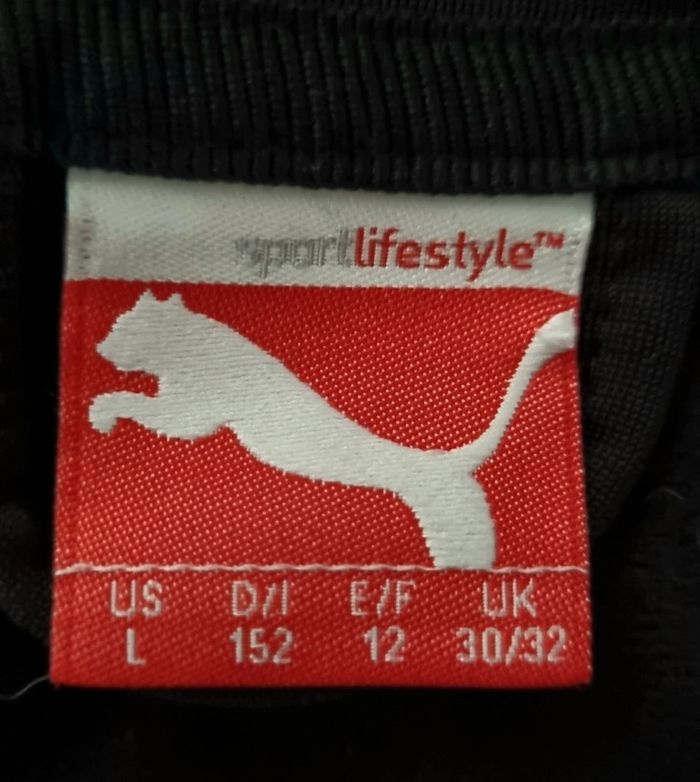 sportlifestyle™
US D/I E/F UK
L 152 12 30/32